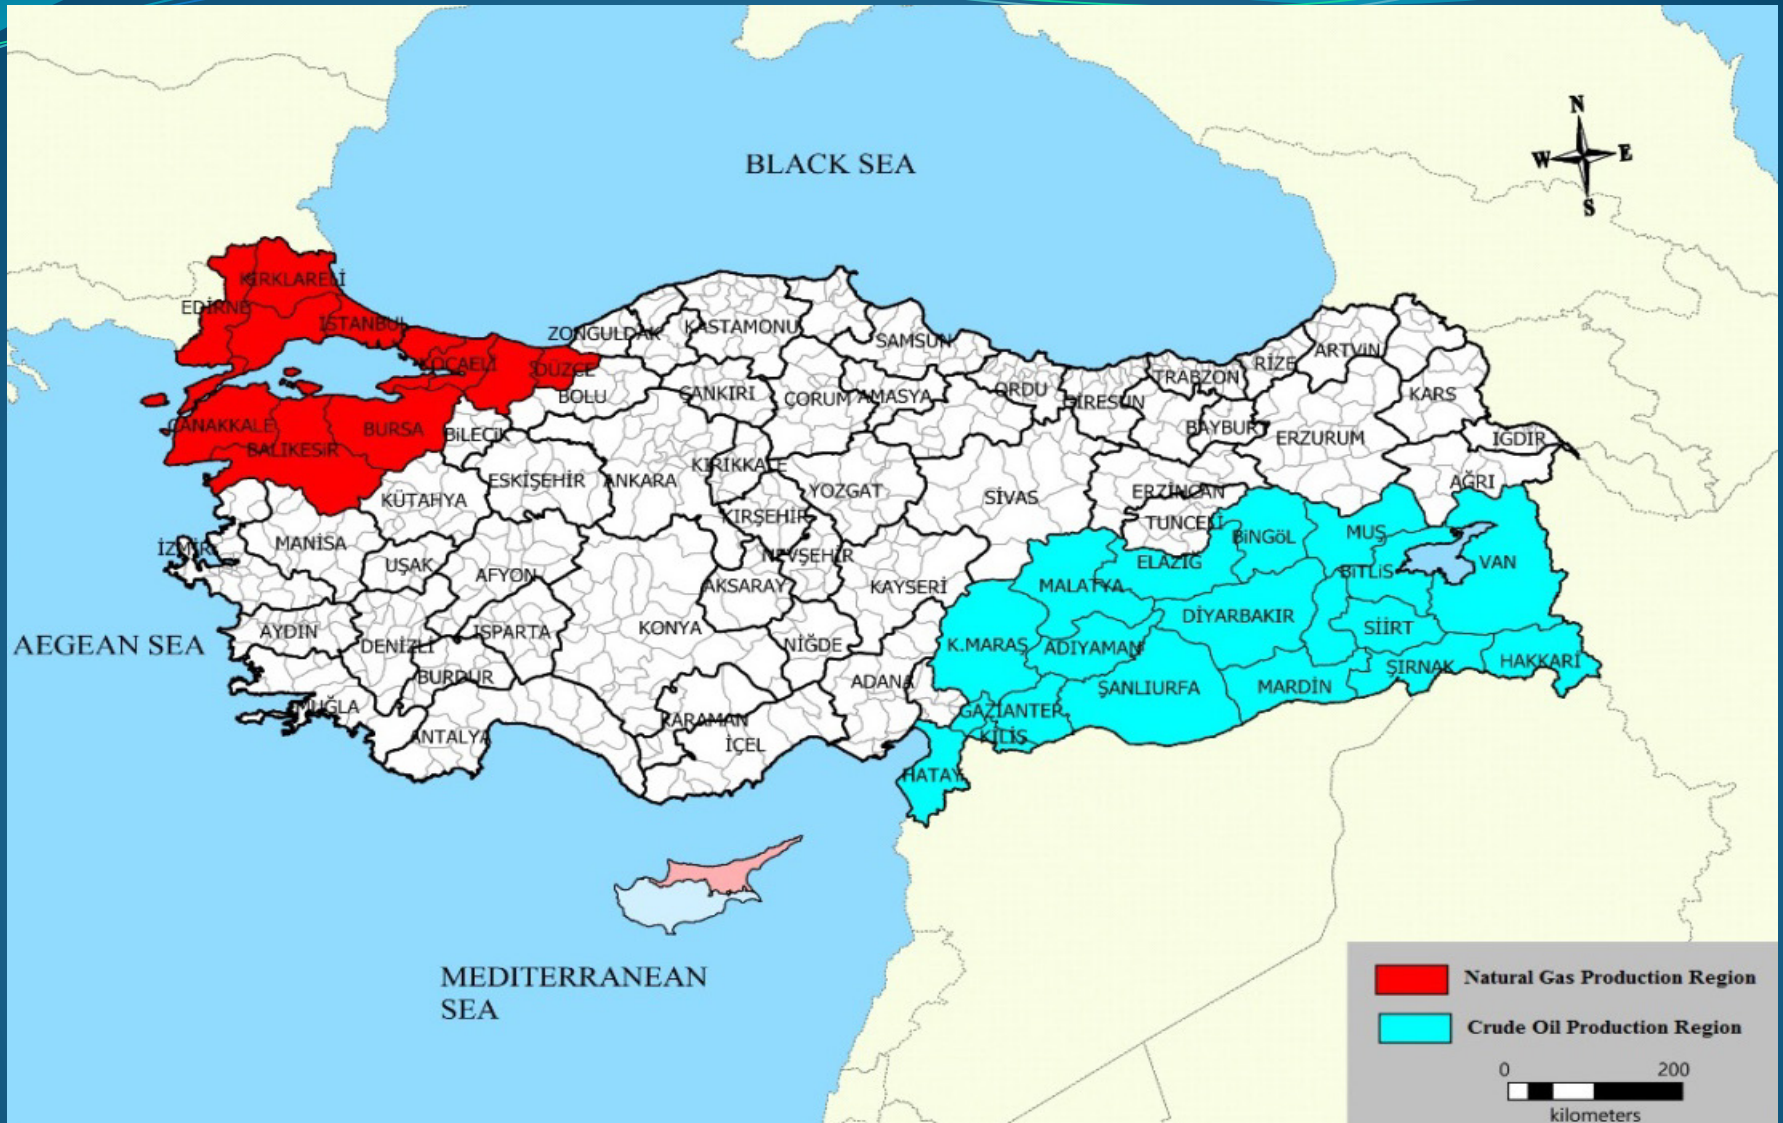 N
W E
S
BLACK SEA
KIRKLARELİ
EDİRNE
İSTANBUL
ZONGULDAK
KASTAMONU
SAMSUN
KOCAELİ
DÜZCE
BOLU
ÇANKIRI
ÇORUM
AMASYA
ORDU
GİRESUN
TRABZON
RİZE
ARTVİN
KARS
ÇANAKKALE
BALIKESİR
BURSA
BİLECİK
BAYBURT
ERZURUM
IĞDIR
ESKİŞEHİR
ANKARA
KIRIKKALE
YOZGAT
SİVAS
ERZİNCAN
AĞRI
KÜTAHYA
KIRŞEHİR
TUNCELİ
BİNGÖL
MUŞ
İZMİR
MANİSA
UŞAK
AFYON
NEVŞEHİR
AKSARAY
KAYSERİ
MALATYA
ELAZIĞ
BİTLİS
VAN
AEGEAN SEA
AYDIN
DENİZLİ
ISPARTA
KONYA
NİĞDE
K.MARAŞ
ADIYAMAN
DİYARBAKIR
SİİRT
ŞIRNAK
HAKKARİ
BURDUR
ADANA
ŞANLIURFA
MARDİN
MUĞLA
ANTALYA
KARAMAN
İÇEL
GAZİANTEP
KİLİS
HATAY
MEDITERRANEAN
SEA
Natural Gas Production Region
Crude Oil Production Region
0 200
kilometers